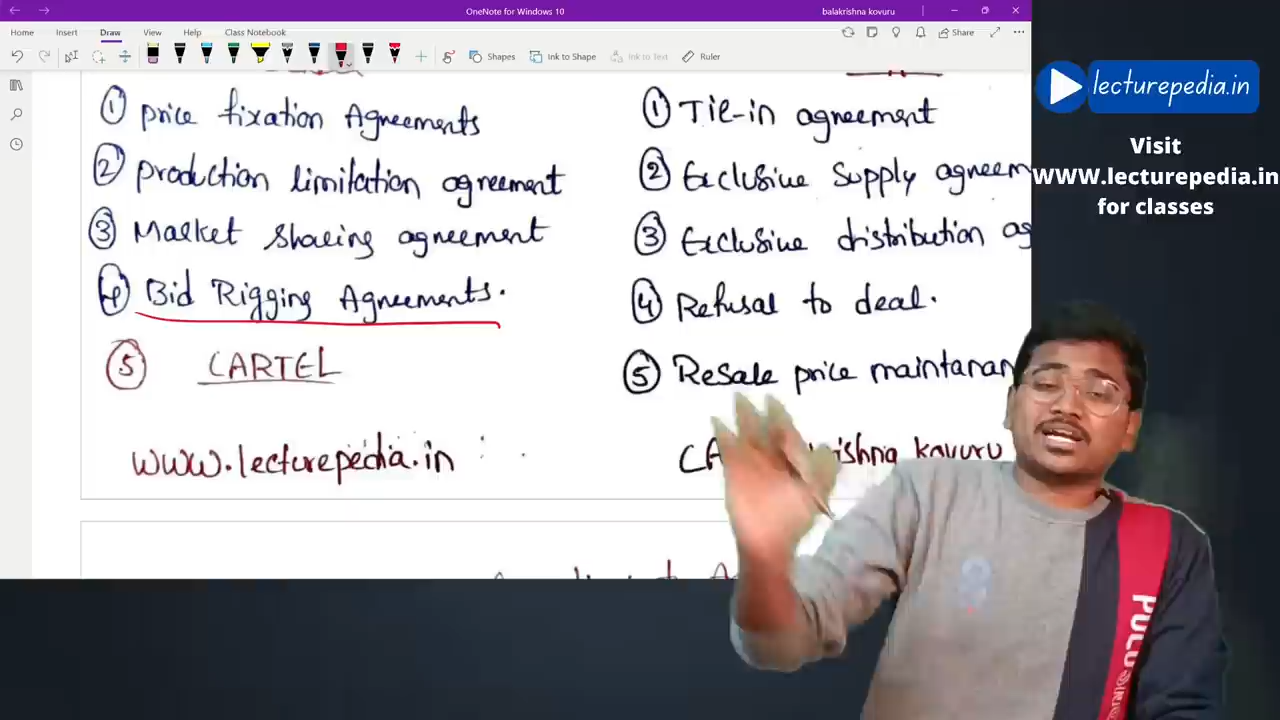 OneNote for Windows 10
balakrishna kovuru
Home Insert Draw View Help Class Notebook
Share
Shapes Ink to Shape Ink to Text Ruler
① Price fixation Agreements
② production limitation agreement
③ Market sharing agreement
④ Bid Rigging Agreements.
⑤ CARTEL
www.lecturepedia.in
① Tie-in agreement
② Exclusive Supply agreem
③ Exclusive distribution ag
④ Refusal to deal.
⑤ Resale price maintanan
CA
krishna kovuru
lecturepedia.in
Visit
WWW.lecturepedia.in
for classes